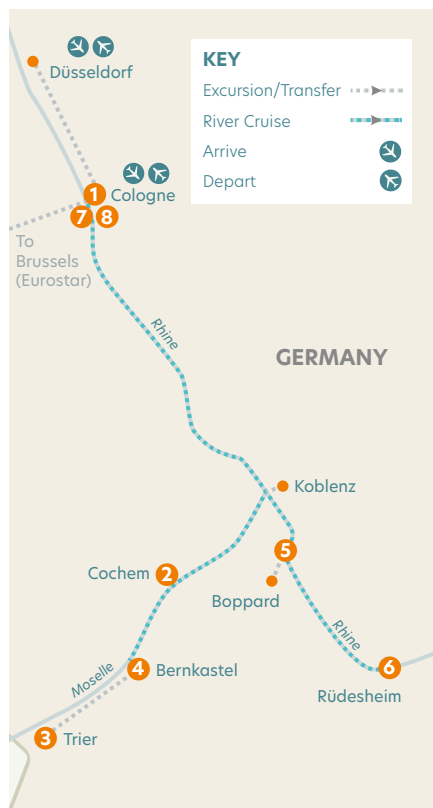 Düsseldorf
KEY
Excursion/Transfer
River Cruise
Arrive
Depart
1
Cologne
7 8
To
Brussels
(Eurostar)
Rhine
GERMANY
Koblenz
5
Cochem 2
Boppard
Rhine
4 Bernkastel
6
Moselle
Rüdesheim
3 Trier